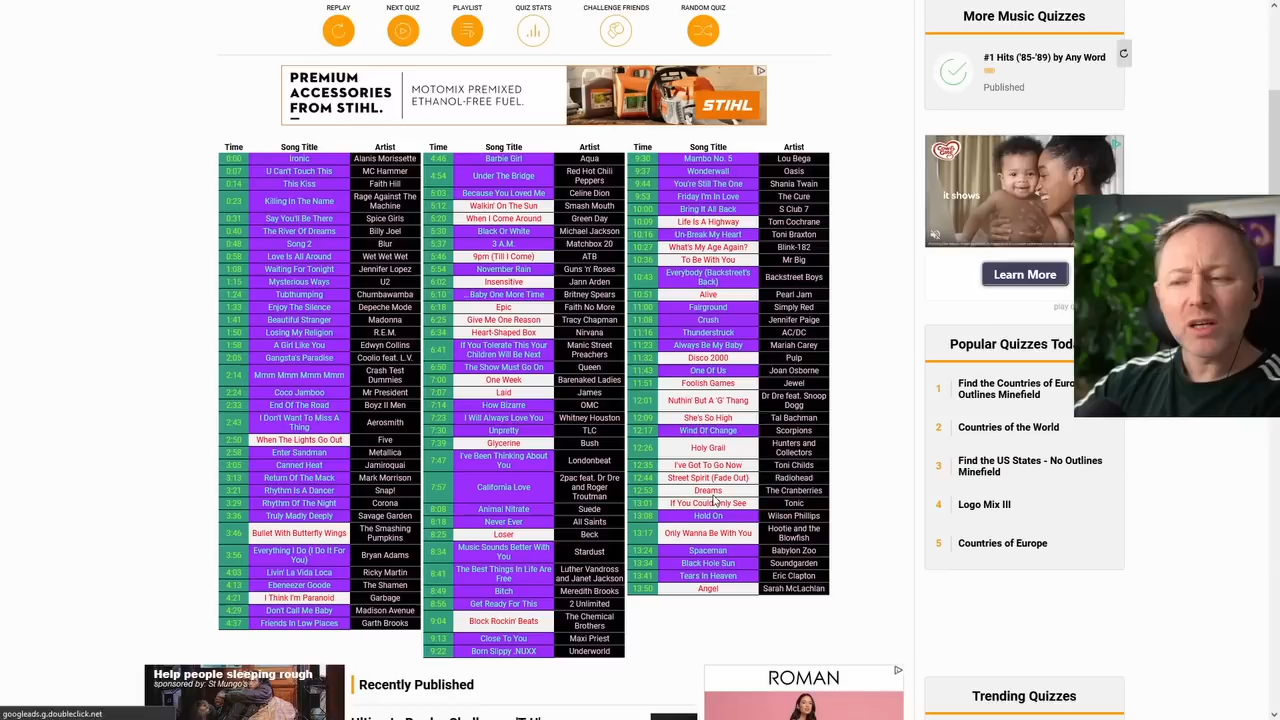 REPLAY
NEXT QUIZ
PLAYLIST
QUIZ STATS
CHALLENGE FRIENDS
RANDOM QUIZ
PREMIUM
ACCESSORIES
FROM STIHL.
MOTOMIX PREMIXED
ETHANOL-FREE FUEL.
STIHL
Time Song Title Artist
0:00 Ironic Alanis Morissette
0:07 U Can't Touch This MC Hammer
0:14 This Kiss Faith Hill
0:23 Killing In The Name Rage Against The
Machine
0:31 Say You'll Be There Spice Girls
0:40 The River Of Dreams Billy Joel
0:48 Song 2 Blur
0:58 Love Is All Around Wet Wet Wet
1:08 Waiting For Tonight Jennifer Lopez
1:15 Mysterious Ways U2
1:24 Tubthumping Chumbawamba
1:33 Enjoy The Silence Depeche Mode
1:41 Beautiful Stranger Madonna
1:50 Losing My Religion R.E.M.
1:58 A Girl Like You Edwyn Collins
2:05 Gangsta's Paradise Coolio feat. L.V.
2:14 Mmm Mmm Mmm Mmm Crash Test
Dummies
2:24 Coco Jamboo Mr President
2:33 End Of The Road Boyz II Men
2:43 I Don't Want To Miss A
Thing Aerosmith
2:50 When The Lights Go Out Five
2:58 Enter Sandman Metallica
3:05 Canned Heat Jamiroquai
3:13 Return Of The Mack Mark Morrison
3:21 Rhythm Is A Dancer Snap!
3:29 Rhythm Of The Night Corona
3:36 Truly Madly Deeply Savage Garden
3:46 Bullet With Butterfly Wings The Smashing
Pumpkins
3:56 Everything I Do (I Do It For
You) Bryan Adams
4:03 Livin' La Vida Loca Ricky Martin
4:13 Ebeneezer Goode The Shamen
4:21 I Think I'm Paranoid Garbage
4:29 Don't Call Me Baby Madison Avenue
4:37 Friends In Low Places Garth Brooks
Time Song Title Artist
4:46 Barbie Girl Aqua
4:54 Under The Bridge Red Hot Chili
Peppers
5:03 Because You Loved Me Celine Dion
5:12 Walkin' On The Sun Smash Mouth
5:20 When I Come Around Green Day
5:30 Black Or White Michael Jackson
5:37 3 A.M. Matchbox 20
5:46 9pm (Till I Come) ATB
5:54 November Rain Guns 'n' Roses
6:02 Insensitive Jann Arden
6:10 ...Baby One More Time Britney Spears
6:18 Epic Faith No More
6:25 Give Me One Reason Tracy Chapman
6:34 Heart-Shaped Box Nirvana
6:41 If You Tolerate This Your
Children Will Be Next Manic Street
Preachers
6:50 The Show Must Go On Queen
7:00 One Week Barenaked Ladies
7:07 Laid James
7:14 How Bizarre OMC
7:23 I Will Always Love You Whitney Houston
7:30 Unpretty TLC
7:39 Glycerine Bush
7:47 I've Been Thinking About
You Londonbeat
7:57 California Love 2pac feat. Dr Dre
and Roger
Troutman
8:08 Animal Nitrate Suede
8:18 Never Ever All Saints
8:25 Loser Beck
8:34 Music Sounds Better With
You Stardust
8:41 The Best Things In Life Are
Free Luther Vandross
and Janet Jackson
8:49 Bitch Meredith Brooks
8:56 Get Ready For This 2 Unlimited
9:04 Block Rockin' Beats The Chemical
Brothers
9:13 Close To You Maxi Priest
9:22 Born Slippy .NUXX Underworld
Time Song Title Artist
9:30 Mambo No. 5 Lou Bega
9:37 Wonderwall Oasis
9:44 You're Still The One Shania Twain
9:53 Friday I'm In Love The Cure
10:00 Bring It All Back S Club 7
10:09 Life Is A Highway Tom Cochrane
10:16 Un-Break My Heart Toni Braxton
10:27 What's My Age Again? Blink-182
10:36 To Be With You Mr Big
10:43 Everybody (Backstreet's
Back) Backstreet Boys
10:51 Alive Pearl Jam
11:00 Fairground Simply Red
11:08 Crush Jennifer Paige
11:16 Thunderstruck AC/DC
11:23 Always Be My Baby Mariah Carey
11:32 Disco 2000 Pulp
11:43 One Of Us Joan Osborne
11:51 Foolish Games Jewel
12:01 Nuthin' But A 'G' Thang Dr Dre feat. Snoop
Dogg
12:09 She's So High Tal Bachman
12:17 Wind Of Change Scorpions
12:26 Holy Grail Hunters and
Collectors
12:35 I've Got To Go Now Toni Childs
12:44 Street Spirit (Fade Out) Radiohead
12:53 Dreams The Cranberries
13:01 If You Could Only See Tonic
13:08 Hold On Wilson Phillips
13:17 Only Wanna Be With You Hootie and the
Blowfish
13:24 Spaceman Babylon Zoo
13:34 Black Hole Sun Soundgarden
13:41 Tears In Heaven Eric Clapton
13:50 Angel Sarah McLachlan
More Music Quizzes
#1 Hits ('85-'89) by Any Word
Published
it shows
Learn More
Popular Quizzes Toda
1 Find the Countries of Euro
Outlines Minefield
2 Countries of the World
3 Find the US States - No Outlines
Minefield
4 Logo Mix III
5 Countries of Europe
Trending Quizzes
Help people sleeping rough
sponsored by: St Mungo's
Recently Published
ROMAN
googleads.g.doubleclick.net